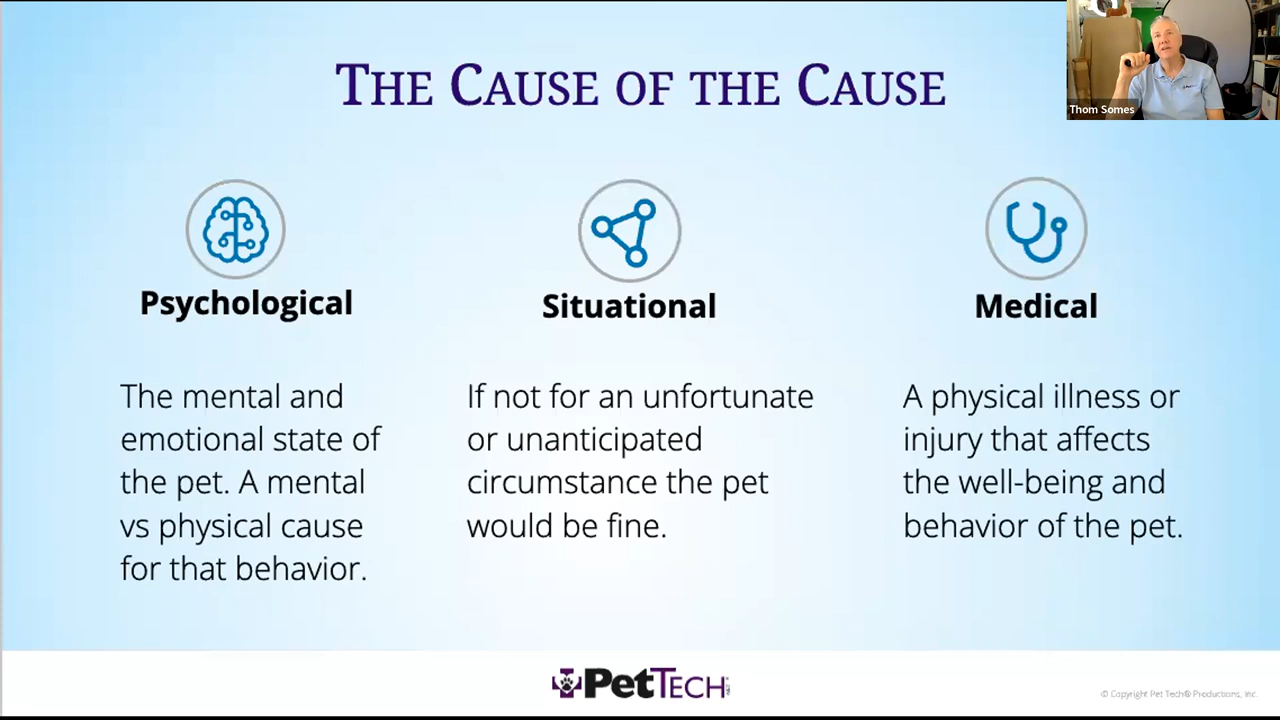 THE CAUSE OF THE CAUSE
Thom Somes
Psychological
Situational
Medical
The mental and
emotional state of
the pet. A mental
vs physical cause
for that behavior.
If not for an unfortunate
or unanticipated
circumstance the pet
would be fine.
A physical illness or
injury that affects
the well-being and
behavior of the pet.
PetTECH
© Copyright Pet Tech® Productions, Inc.